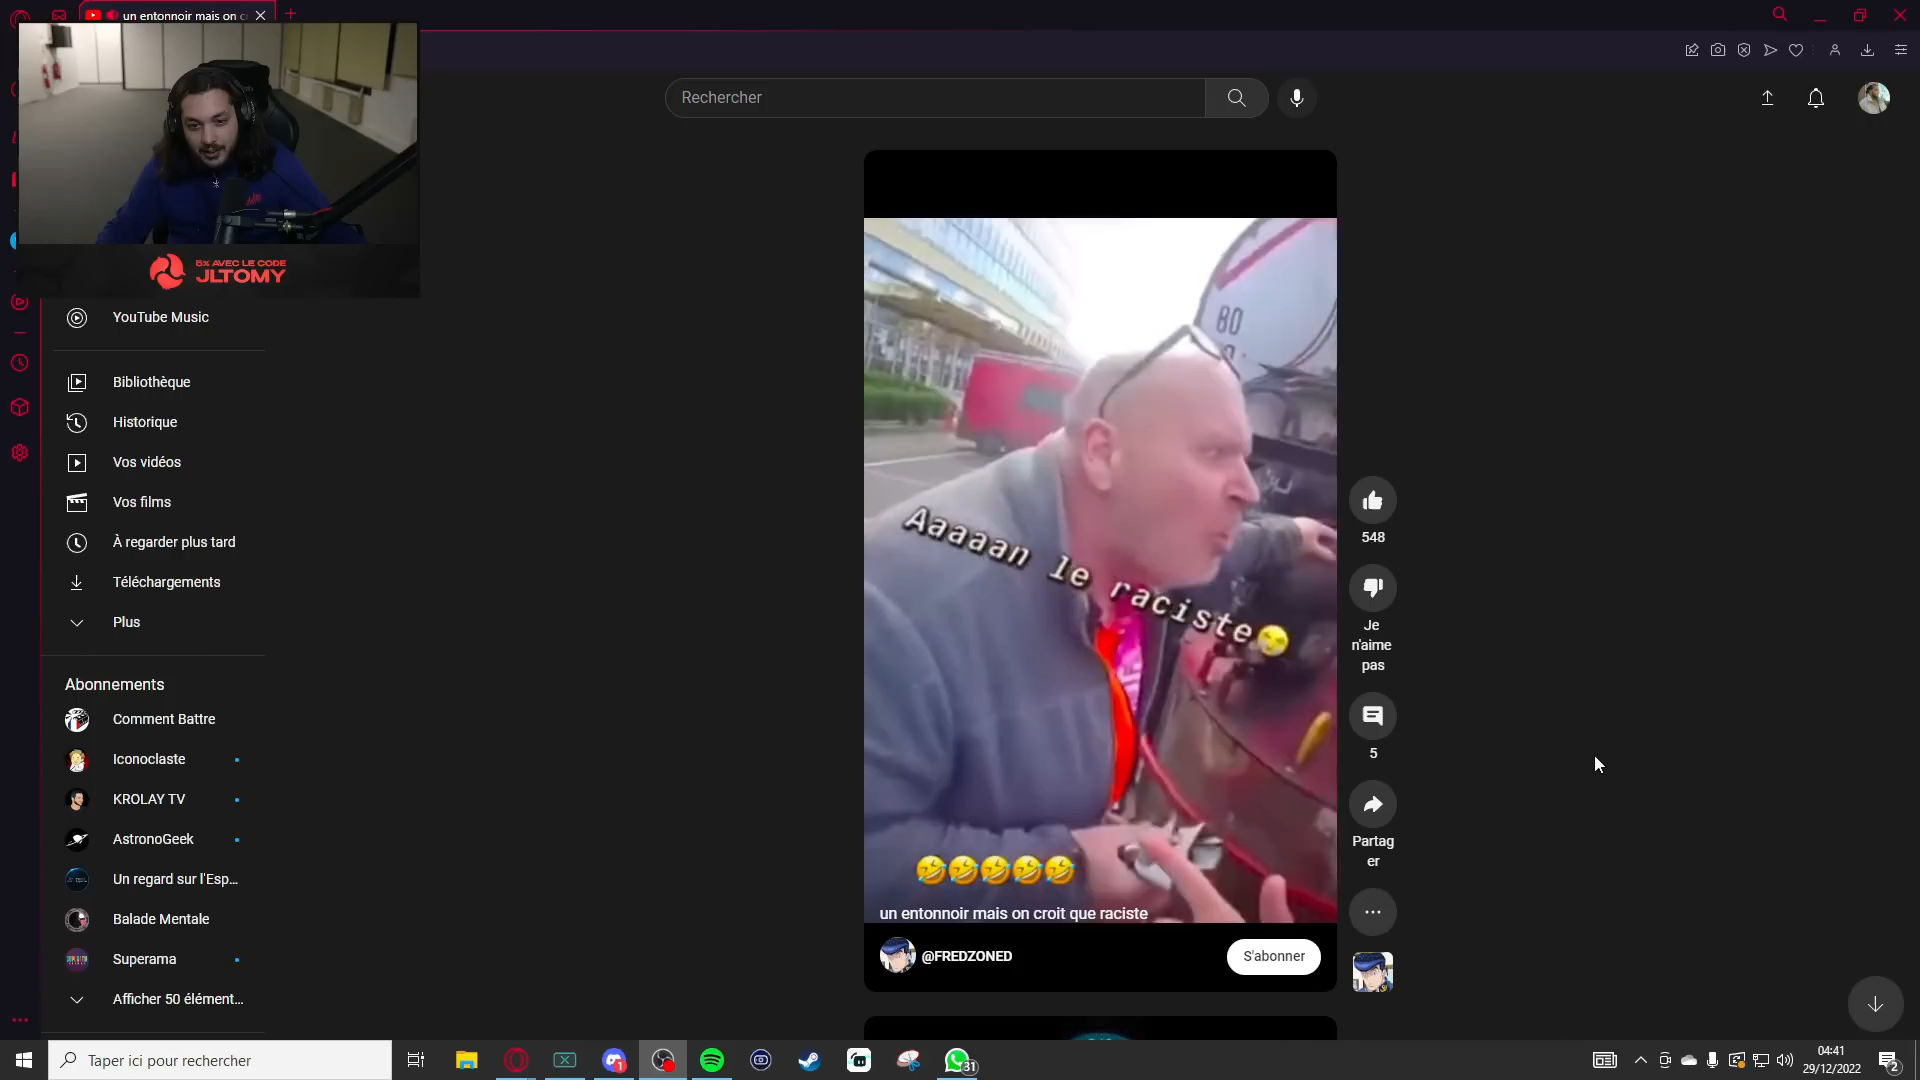 un entonnoir mais on c
5% AVEC LE CODE
JLTOMY
Rechercher
YouTube Music
Bibliothèque
Historique
Vos vidéos
Vos films
À regarder plus tard
Téléchargements
Plus
Abonnements
Comment Battre
Iconoclaste
KROLAY TV
AstronoGeek
Un regard sur l'Esp...
Balade Mentale
Superama
Afficher 50 élément...
80
Aaaaan le raciste
un entonnoir mais on croit que raciste
@FREDZONED
S'abonner
548
Je
n'aime
pas
5
Partag
er
Taper ici pour rechercher
1
31
04:41
29/12/2022
2